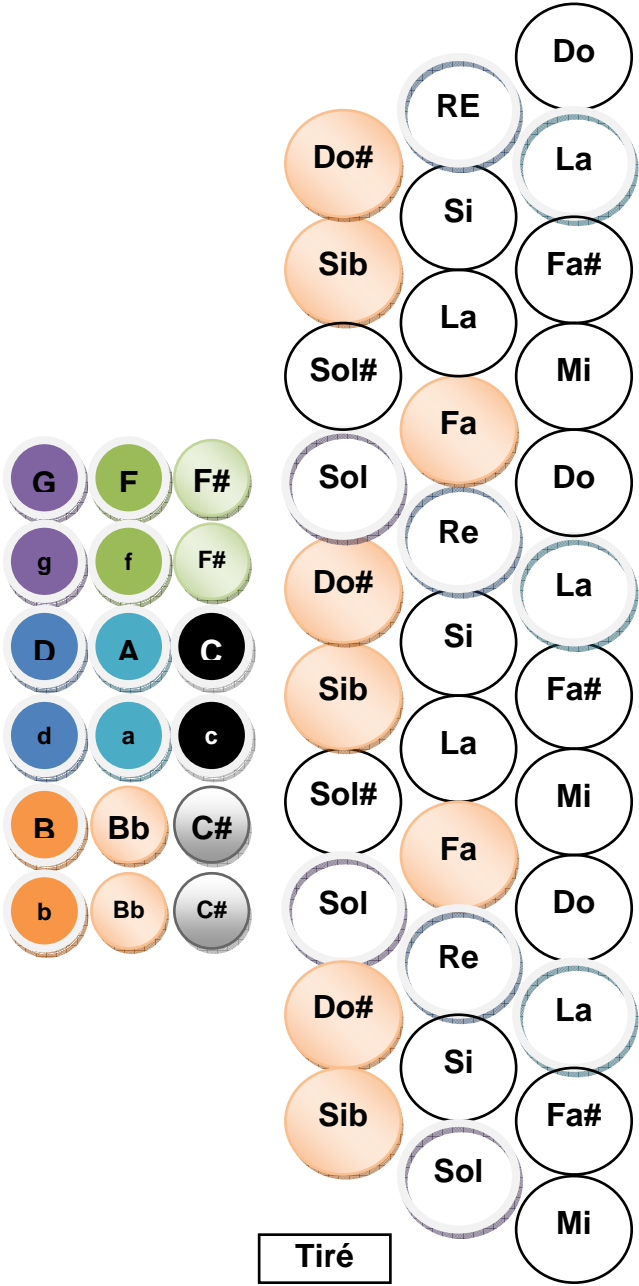 G F F#
g f F#
D A C
d a c
B Bb C#
b Bb C#
Do#
Sib
Sol#
Sol
Do#
Sib
Sol#
Sol
Do#
Sib
RE
Si
La
Fa
Re
Si
La
Fa
Re
Si
Sol
Do
La
Fa#
Mi
Do
La
Fa#
Mi
Do
La
Fa#
Mi
Tiré